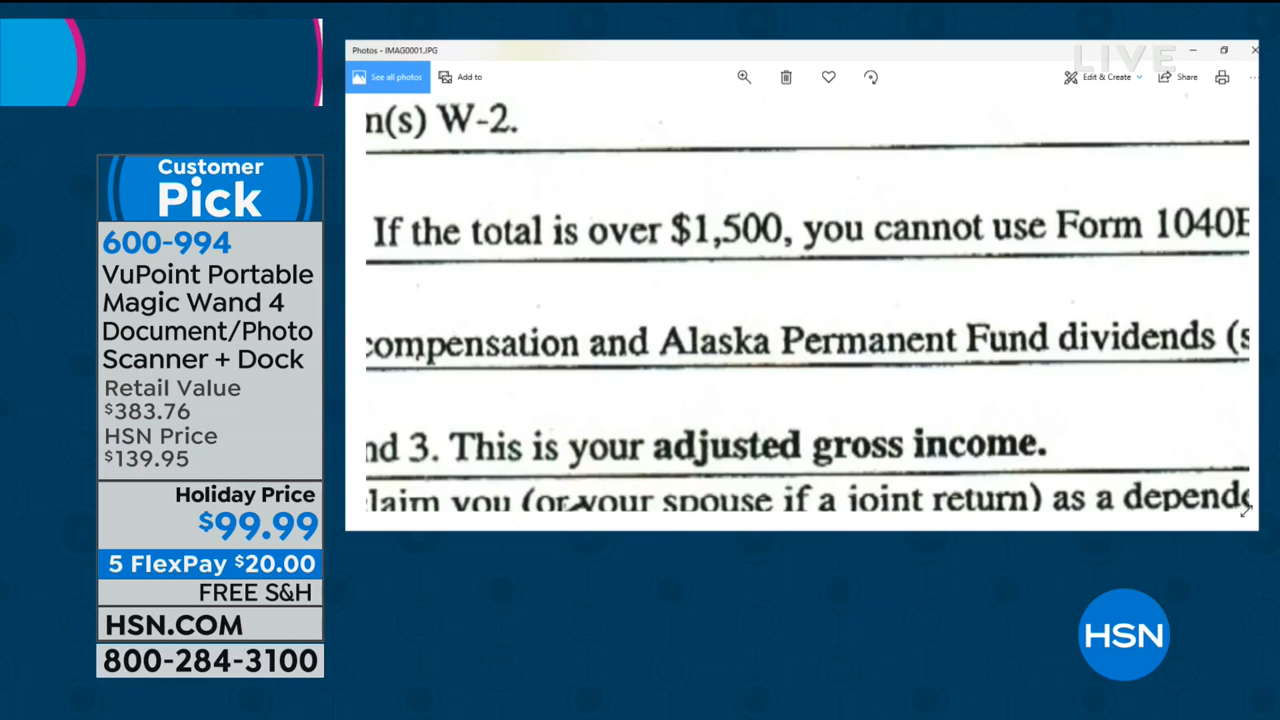 Customer
Pick
600-994
VuPoint Portable
Magic Wand 4
Document/Photo
Scanner + Dock
Retail Value
$383.76
HSN Price
$139.95
Holiday Price
$99.99
5 FlexPay $20.00
FREE S&H
HSN.COM
800-284-3100
Photos - IMAG0001.JPG
LIVE
See all photos
Add to
Edit & Create
Share
n(s) W-2.
If the total is over $1,500, you cannot use Form 1040E
compensation and Alaska Permanent Fund dividends (s
nd 3. This is your adjusted gross income.
laim you (or your spouse if a joint return) as a depende
HSN